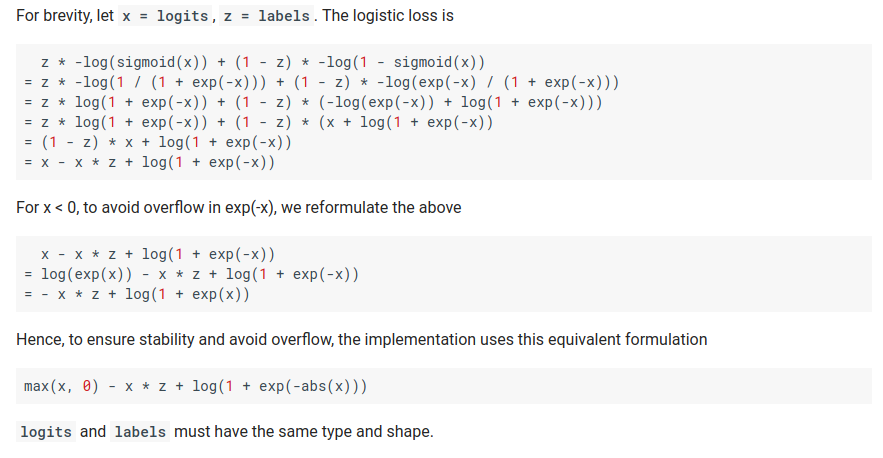 For brevity, let x = logits, z = labels. The logistic loss is
z * -log(sigmoid(x)) + (1 - z) * -log(1 - sigmoid(x))
= z * -log(1 / (1 + exp(-x))) + (1 - z) * -log(exp(-x) / (1 + exp(-x)))
= z * log(1 + exp(-x)) + (1 - z) * (-log(exp(-x)) + log(1 + exp(-x)))
= z * log(1 + exp(-x)) + (1 - z) * (x + log(1 + exp(-x))
= (1 - z) * x + log(1 + exp(-x))
= x - x * z + log(1 + exp(-x))
For x < 0, to avoid overflow in exp(-x), we reformulate the above
x - x * z + log(1 + exp(-x))
= log(exp(x)) - x * z + log(1 + exp(-x))
= - x * z + log(1 + exp(x))
Hence, to ensure stability and avoid overflow, the implementation uses this equivalent formulation
max(x, 0) - x * z + log(1 + exp(-abs(x)))
logits and labels must have the same type and shape.